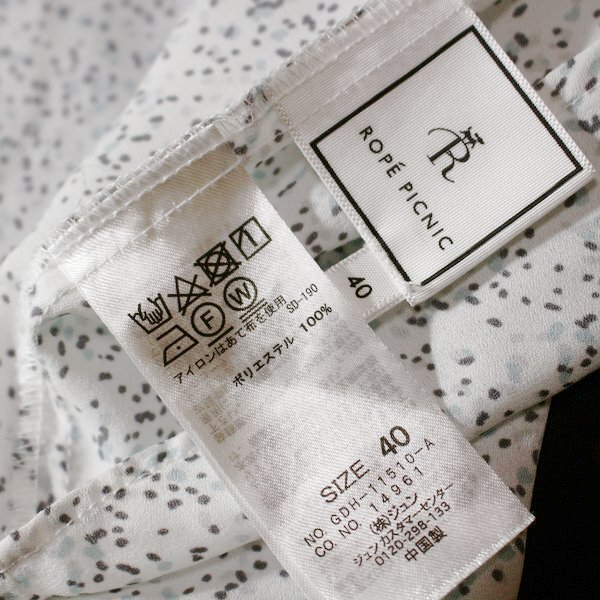 R
ROPÉ PICNIC
40
F W
アイロンはあて布を使用
SD-190
ポリエステル 100%
SIZE 40
NO. GDH-11510-A
CO. NO. 14961
(株)ジュン
ジュンカスタマーセンター
0120-298-133
中国製